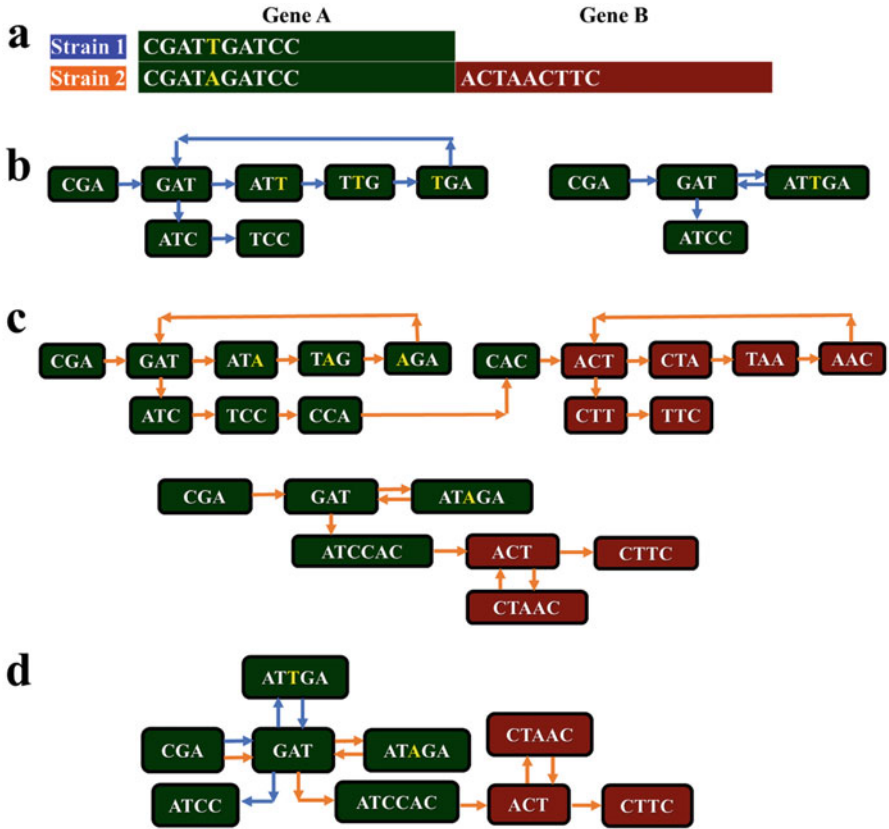 Gene A Gene B
a
Strain 1 CGATTGATCC
Strain 2 CGATAGATCC ACTAACTTC
b
CGA GAT ATT TTG TGA CGA GAT ATTGA
ATC TCC ATCC
c
CGA GAT ATA TAG AGA CAC ACT CTA TAA AAC
ATC TCC CCA CTT TTC
CGA GAT ATAGA
ATCCAC ACT CTTC
CTAAC
d
ATTGA
CGA GAT ATAGA CTAAC
ATCC ATCCAC ACT CTTC